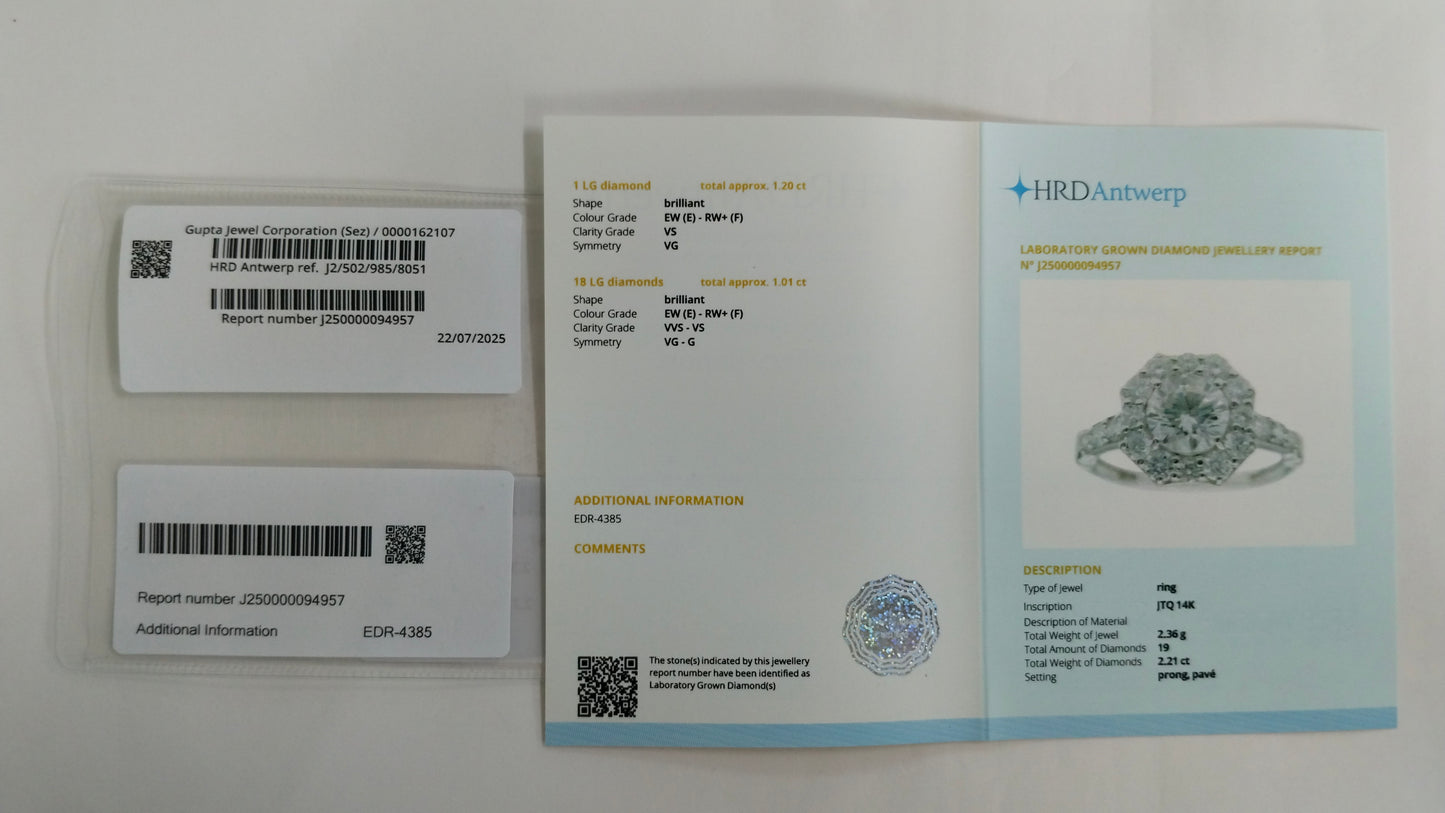 Gupta Jewel Corporation (Sez) / 0000162107
HRD Antwerp ref. J2/502/985/8051
Report number J250000094957
22/07/2025
Report number J250000094957
Additional Information EDR-4385
1 LG diamond total approx. 1.20 ct
Shape brilliant
Colour Grade EW (E) - RW+ (F)
Clarity Grade VS
Symmetry VG
18 LG diamonds total approx. 1.01 ct
Shape brilliant
Colour Grade EW (E) - RW+ (F)
Clarity Grade VVS - VS
Symmetry VG - G
ADDITIONAL INFORMATION
EDR-4385
COMMENTS
The stone(s) indicated by this jewellery
report number have been identified as
Laboratory Grown Diamond(s)
HRDAntwerp
LABORATORY GROWN DIAMOND JEWELLERY REPORT
N° J250000094957
DESCRIPTION
Type of Jewel ring
Inscription JTQ 14K
Description of Material
Total Weight of Jewel 2.36 g
Total Amount of Diamonds 19
Total Weight of Diamonds 2.21 ct
Setting prong, pavé